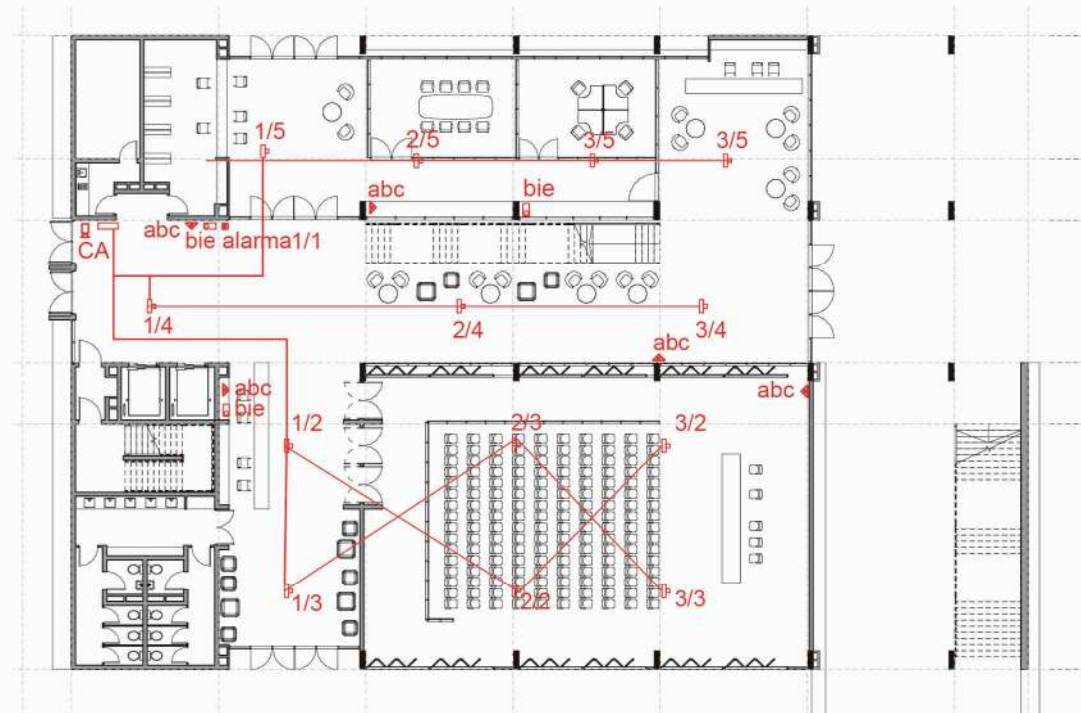 1/5
2/5
3/5
3/5
abc
bie
abc
bie
alarma1/1
CA
1/4
2/4
3/4
abc
abc
bie
abc
1/2
2/3
3/2
1/3
2/2
3/3